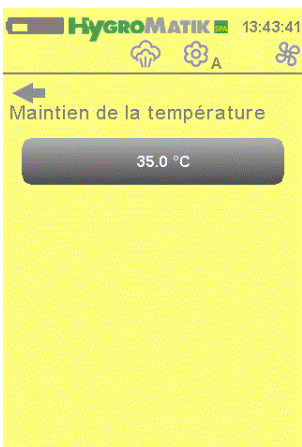 HYGROMATIK SPA 13:43:41
A
Maintien de la température
35.0 °C